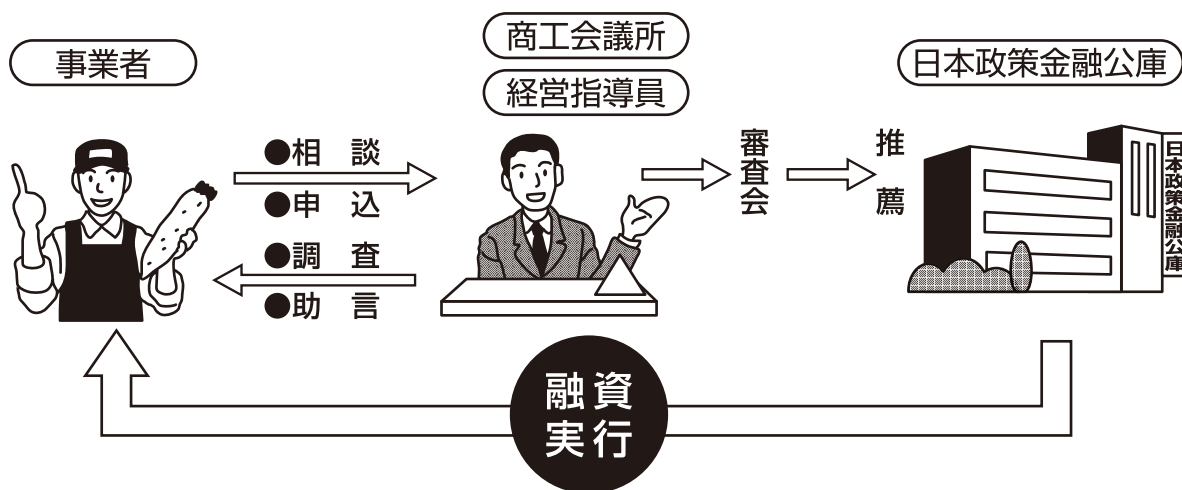 事業者
商工会議所
経営指導員
日本政策金融公庫
●相　談
●申　込
●調　査
●助　言
審査会
推薦
日本政策金融公庫
融資
実行